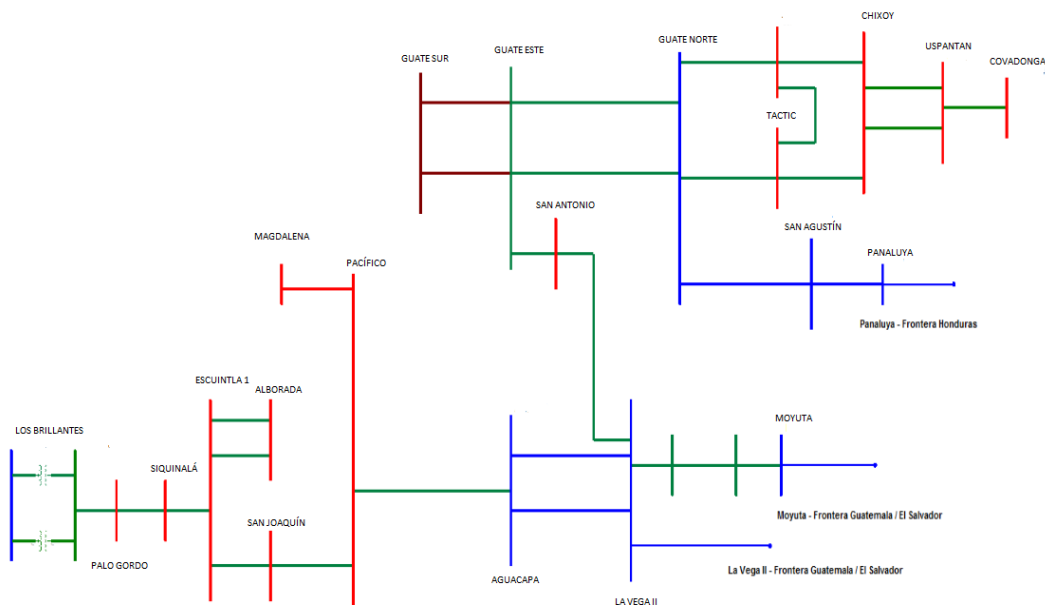 CHIXOY
GUATE NORTE
USPANTAN
GUATE ESTE
GUATE SUR
COVADONGA
TACTIC
SAN ANTONIO
SAN AGUSTÍN
MAGDALENA
PANALUYA
PACÍFICO
Panaluya - Frontera Honduras
ESCUINTLA 1
ALBORADA
MOYUTA
LOS BRILLANTES
SIQUINALÁ
SAN JOAQUÍN
Moyuta - Frontera Guatemala / El Salvador
PALO GORDO
La Vega II - Frontera Guatemala / El Salvador
AGUACAPA
LA VEGA II